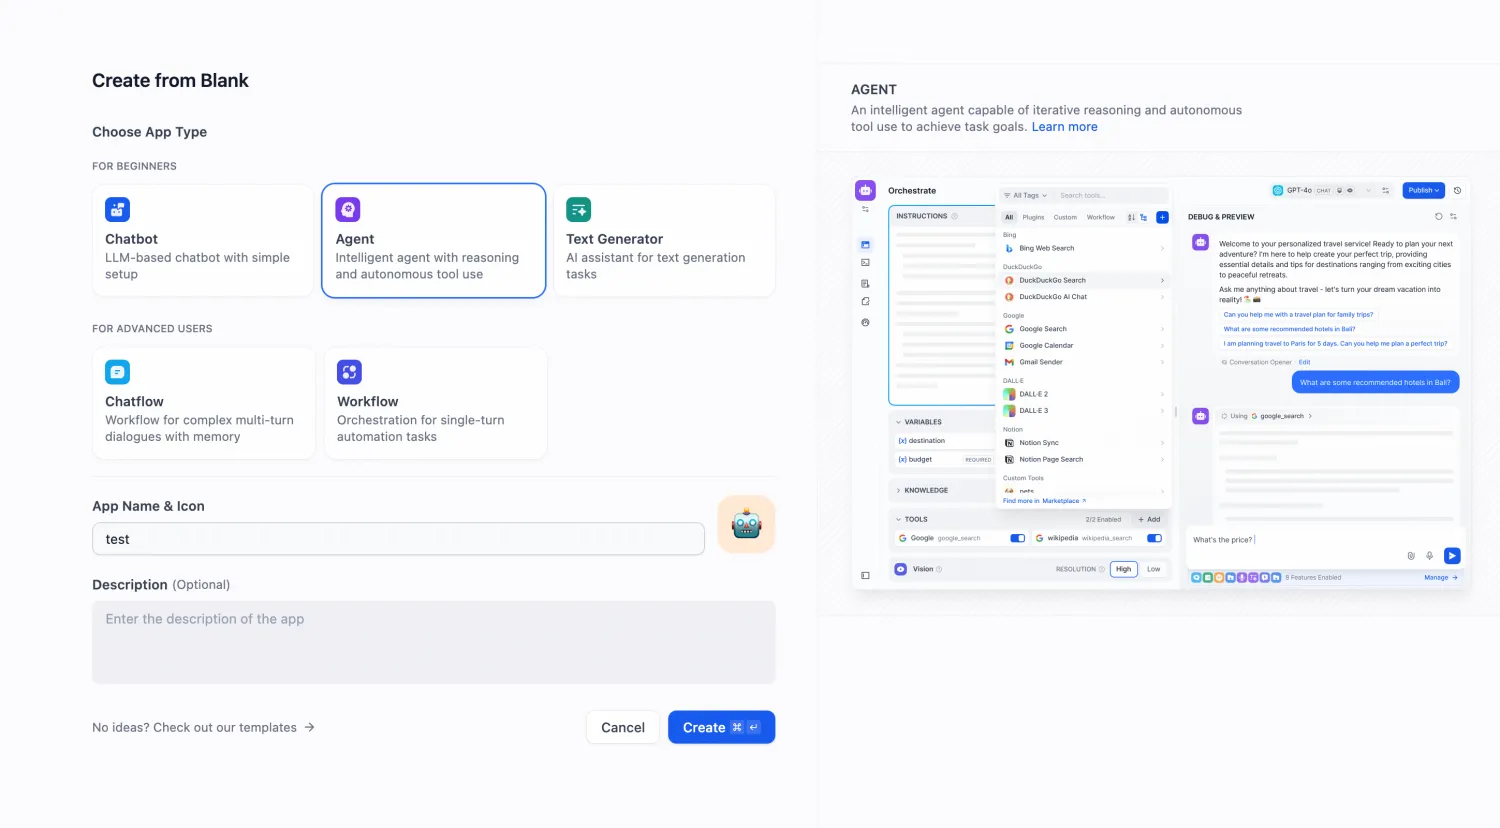 Create from Blank
Choose App Type
FOR BEGINNERS
Chatbot
LLM-based chatbot with simple
setup
Agent
Intelligent agent with reasoning
and autonomous tool use
Text Generator
AI assistant for text generation
tasks
FOR ADVANCED USERS
Chatflow
Workflow for complex multi-turn
dialogues with memory
Workflow
Orchestration for single-turn
automation tasks
App Name & Icon
test
Description (Optional)
Enter the description of the app
No ideas? Check out our templates →
Cancel
Create ⌘ ↵
AGENT
An intelligent agent capable of iterative reasoning and autonomous
tool use to achieve task goals. Learn more
Orchestrate
INSTRUCTIONS
VARIABLES
{x} destination
{x} budget REQUIRED
KNOWLEDGE
TOOLS 2/2 Enabled + Add
Google google_search
wikipedia wikipedia_search
Vision RESOLUTION High Low
All Tags Search tools...
All Plugins Custom Workflow
Bing
Bing Web Search
DuckDuckGo
DuckDuckGo Search
DuckDuckGo AI Chat
Google
Google Search
Google Calendar
Gmail Sender
DALL-E
DALL-E 2
DALL-E 3
Notion
Notion Sync
Notion Page Search
Custom Tools
pets
Find more in Marketplace ↗
GPT-4o CHAT
Publish
DEBUG & PREVIEW
Welcome to your personalized travel service! Ready to plan your next
adventure? I'm here to help create your perfect trip, providing
essential details and tips for destinations ranging from exciting cities
to peaceful retreats.
Ask me anything about travel - let's turn your dream vacation into
reality!
Can you help me with a travel plan for family trips?
What are some recommended hotels in Bali?
I am planning travel to Paris for 5 days. Can you help me plan a perfect trip?
Conversation Opener · Edit
What are some recommended hotels in Bali?
Using google_search
What's the price?
8 Features Enabled
Manage →